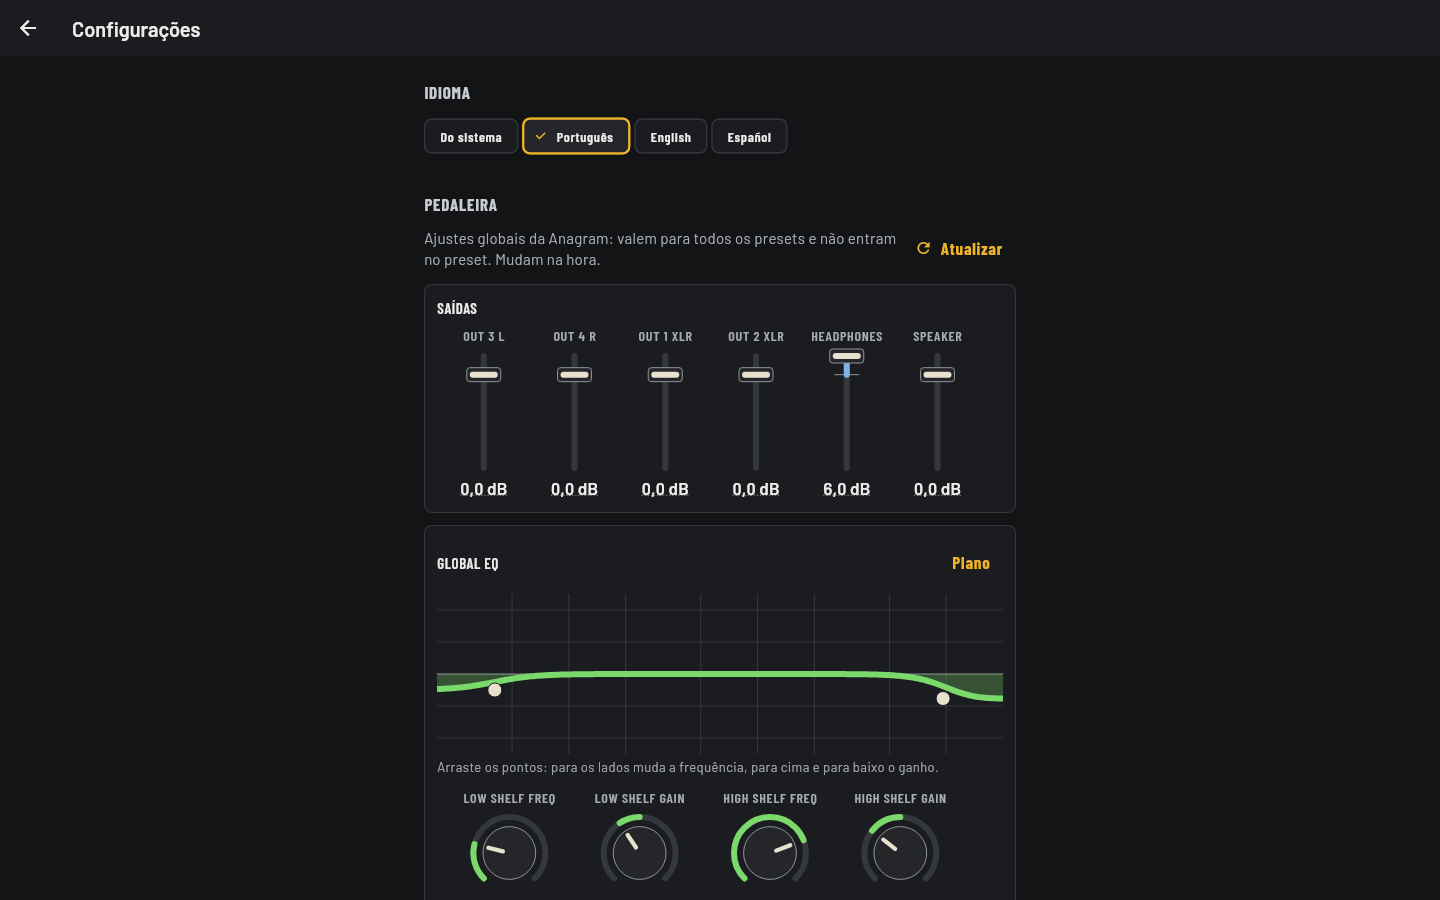 Configurações
IDIOMA
Do sistema
Português
English
Español
PEDALEIRA
Ajustes globais da Anagram: valem para todos os presets e não entram
no preset. Mudam na hora.
Atualizar
SAÍDAS
OUT 3 L
OUT 4 R
OUT 1 XLR
OUT 2 XLR
HEADPHONES
SPEAKER
0,0 dB
0,0 dB
0,0 dB
0,0 dB
6,0 dB
0,0 dB
GLOBAL EQ
Plano
Arraste os pontos: para os lados muda a frequência, para cima e para baixo o ganho.
LOW SHELF FREQ
LOW SHELF GAIN
HIGH SHELF FREQ
HIGH SHELF GAIN